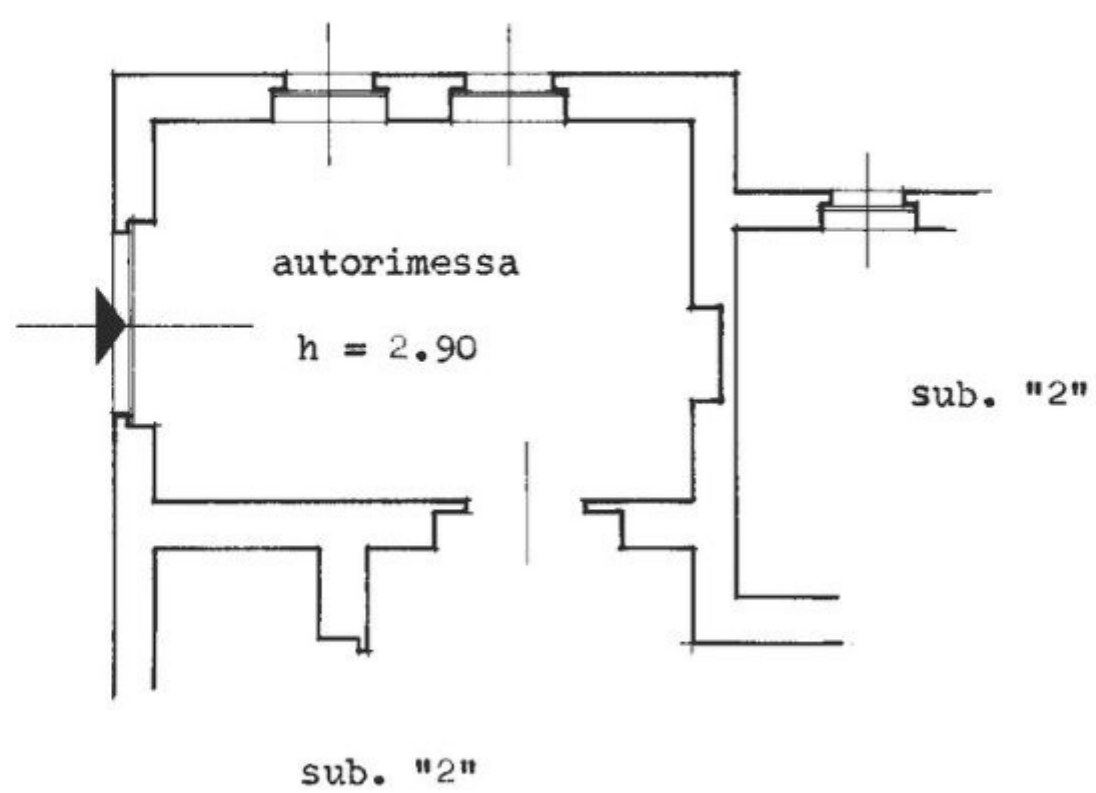 autorimessa
h = 2.90
sub. "2"
sub. "2"